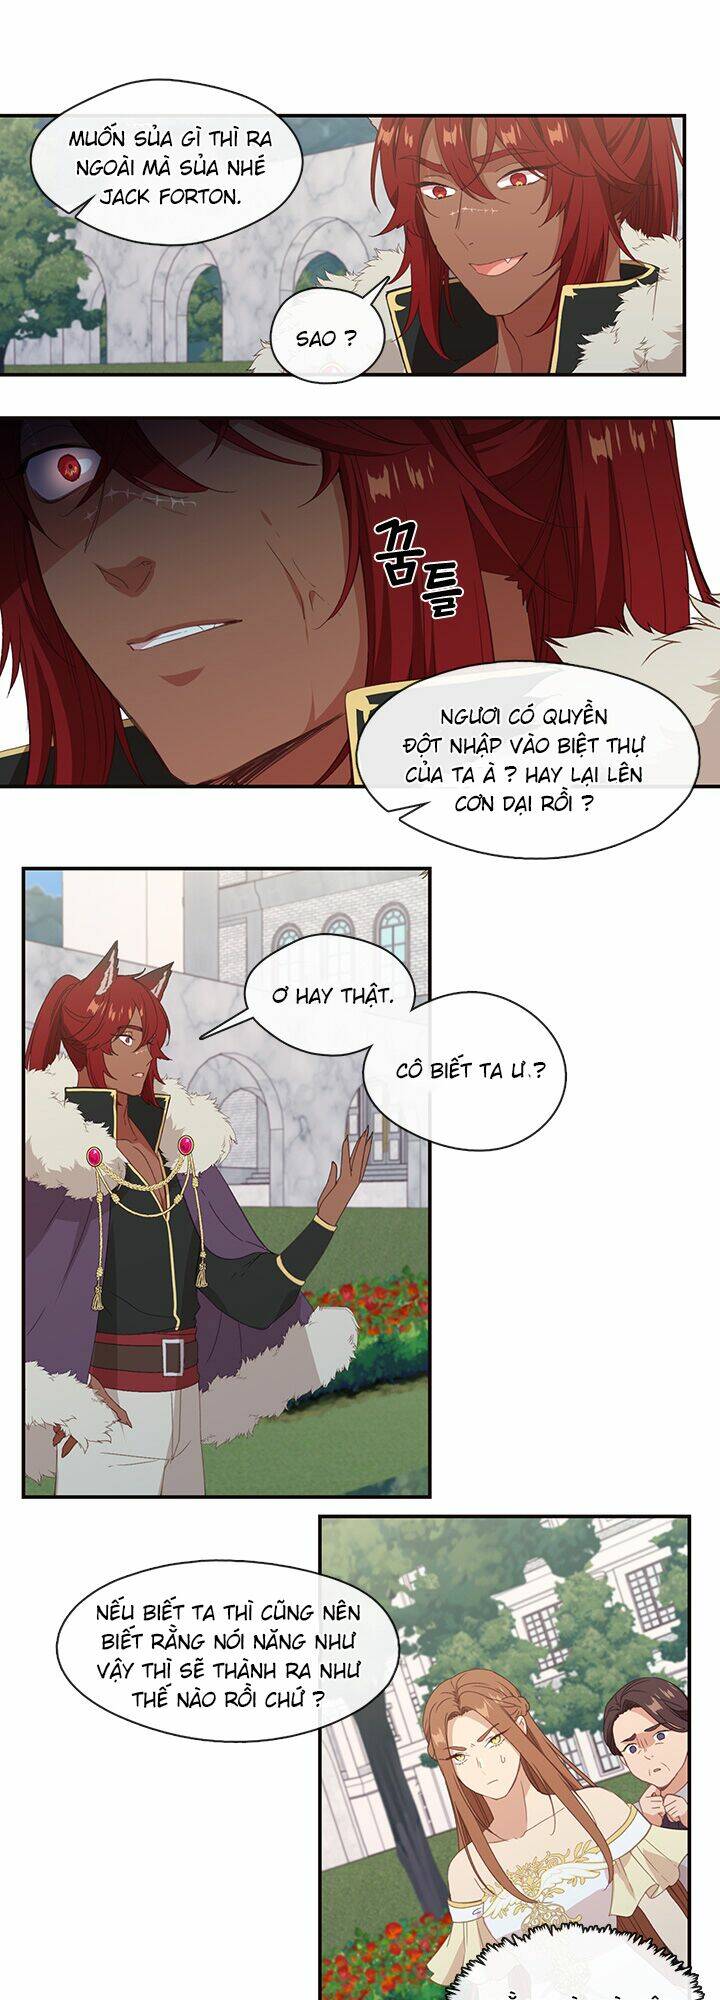 MUỐN SỦA GÌ THÌ RA
NGOÀI MÀ SỦA NHÉ
JACK FORTON.
SAO ?
꿈틀
NGƯƠI CÓ QUYỀN
ĐỘT NHẬP VÀO BIỆT THỰ
CỦA TA À ? HAY LẠI LÊN
CƠN DẠI RỒI ?
Ơ HAY THẬT.
CÔ BIẾT TA Ư ?
NẾU BIẾT TA THÌ CŨNG NÊN
BIẾT RẰNG NÓI NĂNG NHƯ
VẬY THÌ SẼ THÀNH RA NHƯ
THẾ NÀO RỒI CHỨ ?